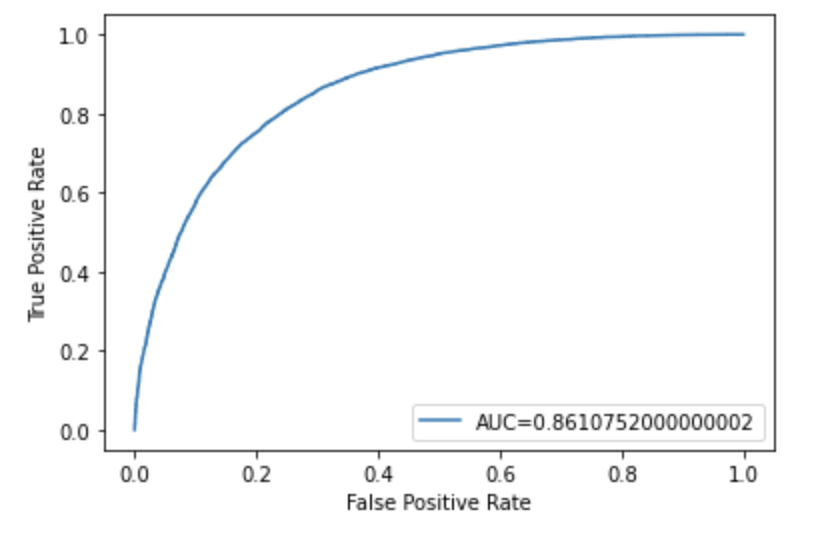 1.0
0.8
0.6
0.4
0.2
0.0
True Positive Rate
AUC=0.8610752000000002
0.0 0.2 0.4 0.6 0.8 1.0
False Positive Rate